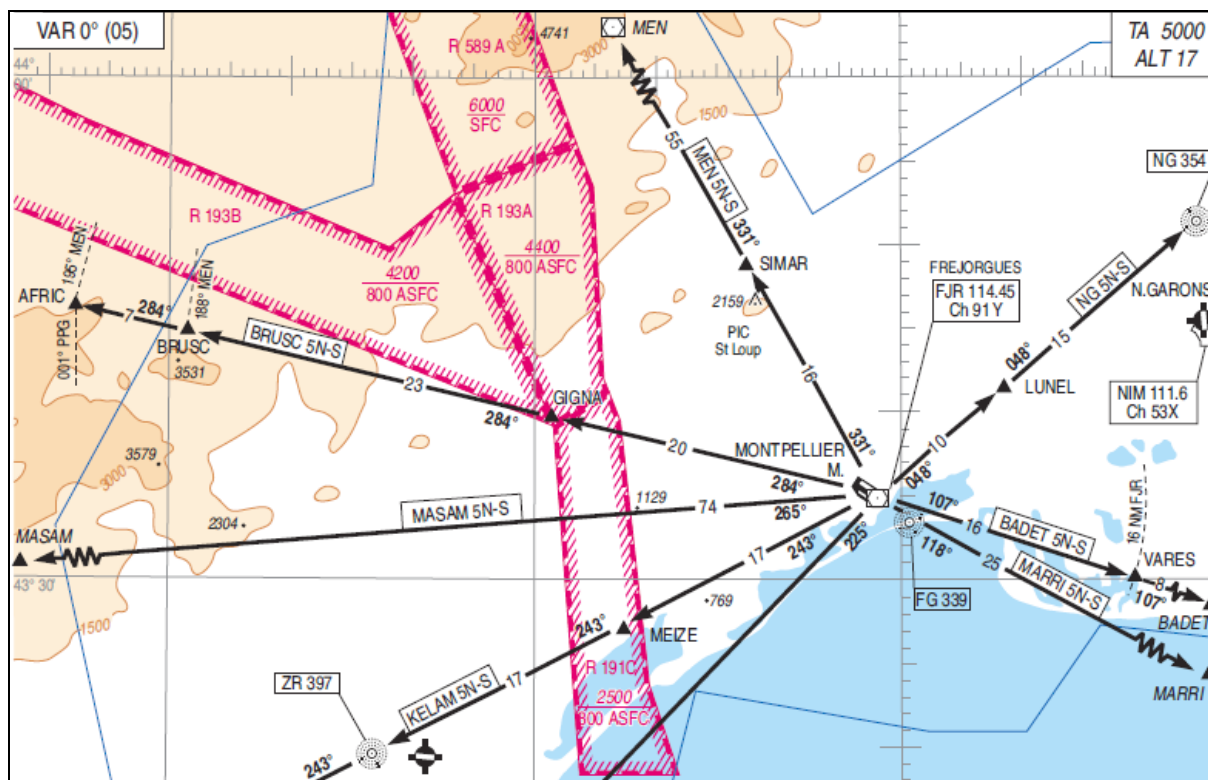 VAR 0° (05)
R 589 A
4741
MEN
3000
TA 5000
ALT 17
44°
00'
6000
SFC
1500
55
MEN 5N-S
331°
NG 354
R 193B
R 193A
4400
800 ASFC
4200
800 ASFC
SIMAR
2159
PIC
St Loup
FREJORGUES
FJR 114.45
Ch 91 Y
NG 5N-S
N.GARONS
195° MEN
188° MEN
AFRIC
284°
7
001° PPG
BRUSC
BRUSC 5N-S
3531
23
284°
GIGNA
16
048°
15
LUNEL
NIM 111.6
Ch 53X
20
MONTPELLIER
M.
331°
10
048°
3579
3000
2304
MASAM
MASAM 5N-S
1129
74
284°
265°
107°
16
BADET 5N-S
16 NM FJR
VARES
17
243°
225°
118°
25
MARRI 5N-S
8
107°
BADET
43° 30'
FG 339
769
1500
243°
MEIZE
R 191C
2500
800 ASFC
MARRI
ZR 397
KELAM 5N-S
17
243°